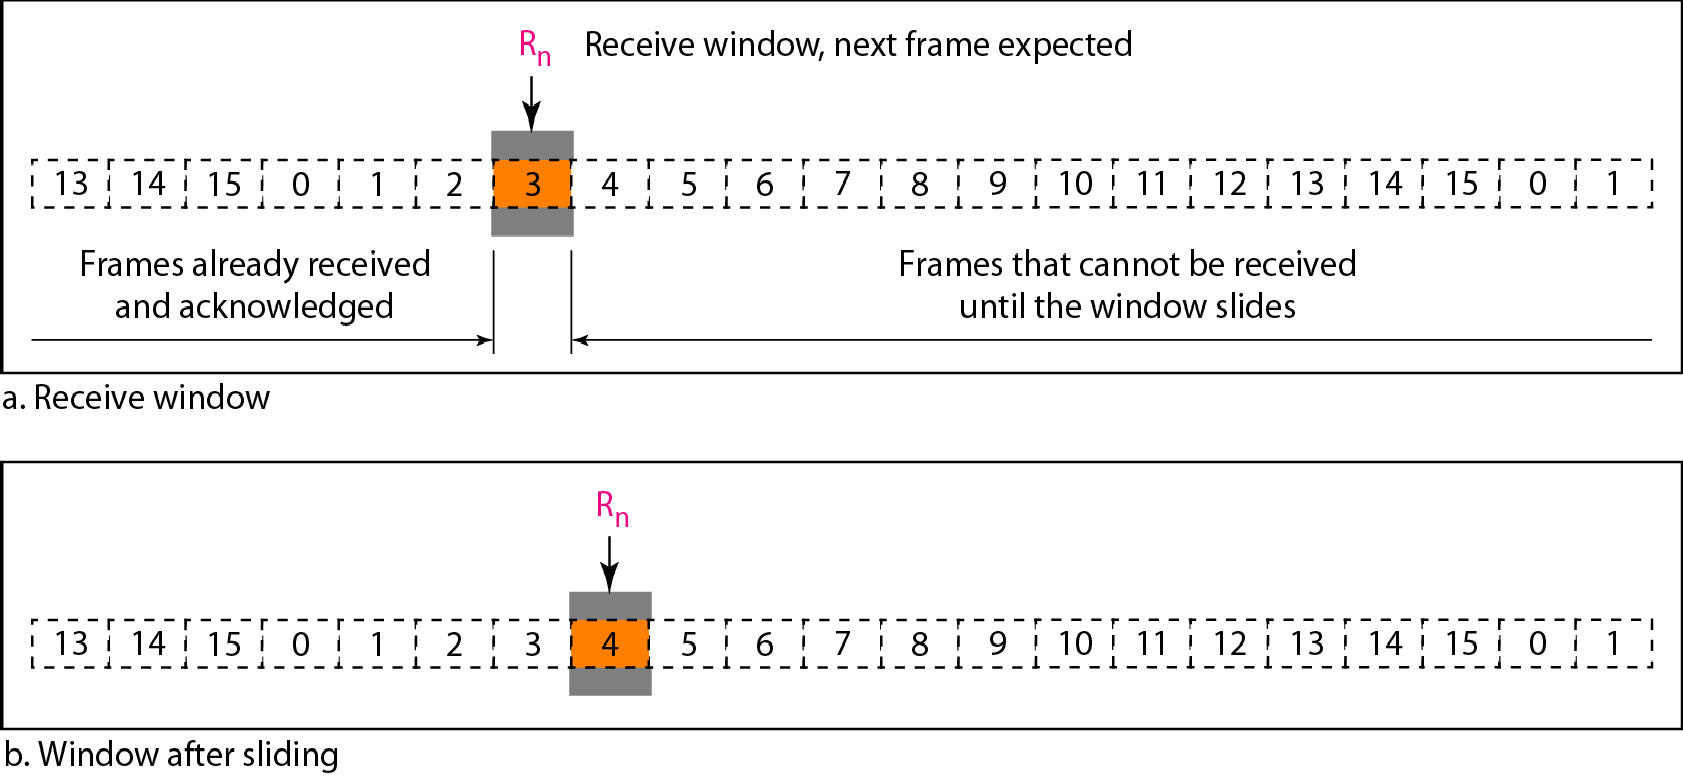 Rn Receive window, next frame expected
13 14 15 0 1 2 3 4 5 6 7 8 9 10 11 12 13 14 15 0 1
Frames already received
and acknowledged
Frames that cannot be received
until the window slides
a. Receive window
Rn
13 14 15 0 1 2 3 4 5 6 7 8 9 10 11 12 13 14 15 0 1
b. Window after sliding